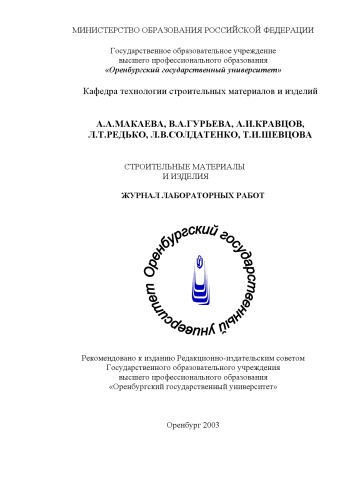 МИНИСТЕРСТВО ОБРАЗОВАНИЯ РОССИЙСКОЙ ФЕДЕРАЦИИ
Государственное образовательное учреждение
высшего профессионального образования
«Оренбургский государственный университет»
Кафедра технологии строительных материалов и изделий
А.А.МАКАЕВА, В.А.ГУРЬЕВА, А.И.КРАВЦОВ,
Л.Т.РЕДЬКО, Л.В.СОЛДАТЕНКО, Т.И.ШЕВЦОВА
СТРОИТЕЛЬНЫЕ МАТЕРИАЛЫ
И ИЗДЕЛИЯ
ЖУРНАЛ ЛАБОРАТОРНЫХ РАБОТ
Оренбургский государственный университет
Рекомендовано к изданию Редакционно-издательским советом
Государственного образовательного учреждения
высшего профессионального образования
«Оренбургский государственный университет»
Оренбург 2003